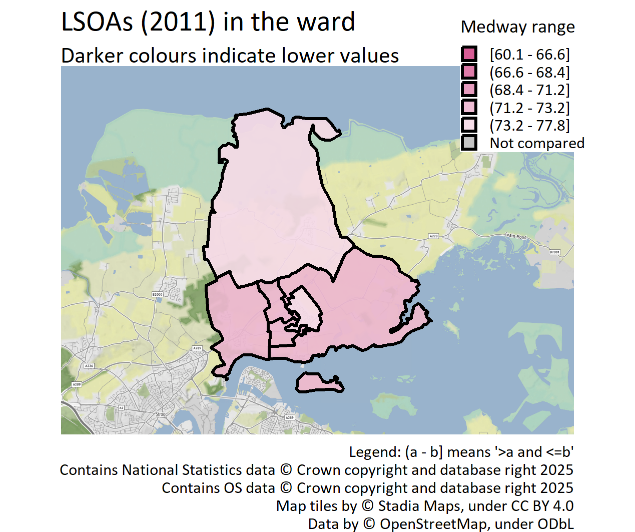 LSOAs (2011) in the ward
Darker colours indicate lower values
Medway range
[60.1 - 66.6]
(66.6 - 68.4]
(68.4 - 71.2]
(71.2 - 73.2]
(73.2 - 77.8]
Not compared
Legend: (a - b] means '>a and <=b'
Contains National Statistics data © Crown copyright and database right 2025
Contains OS data © Crown copyright and database right 2025
Map tiles by © Stadia Maps, under CC BY 4.0
Data by © OpenStreetMap, under ODbL